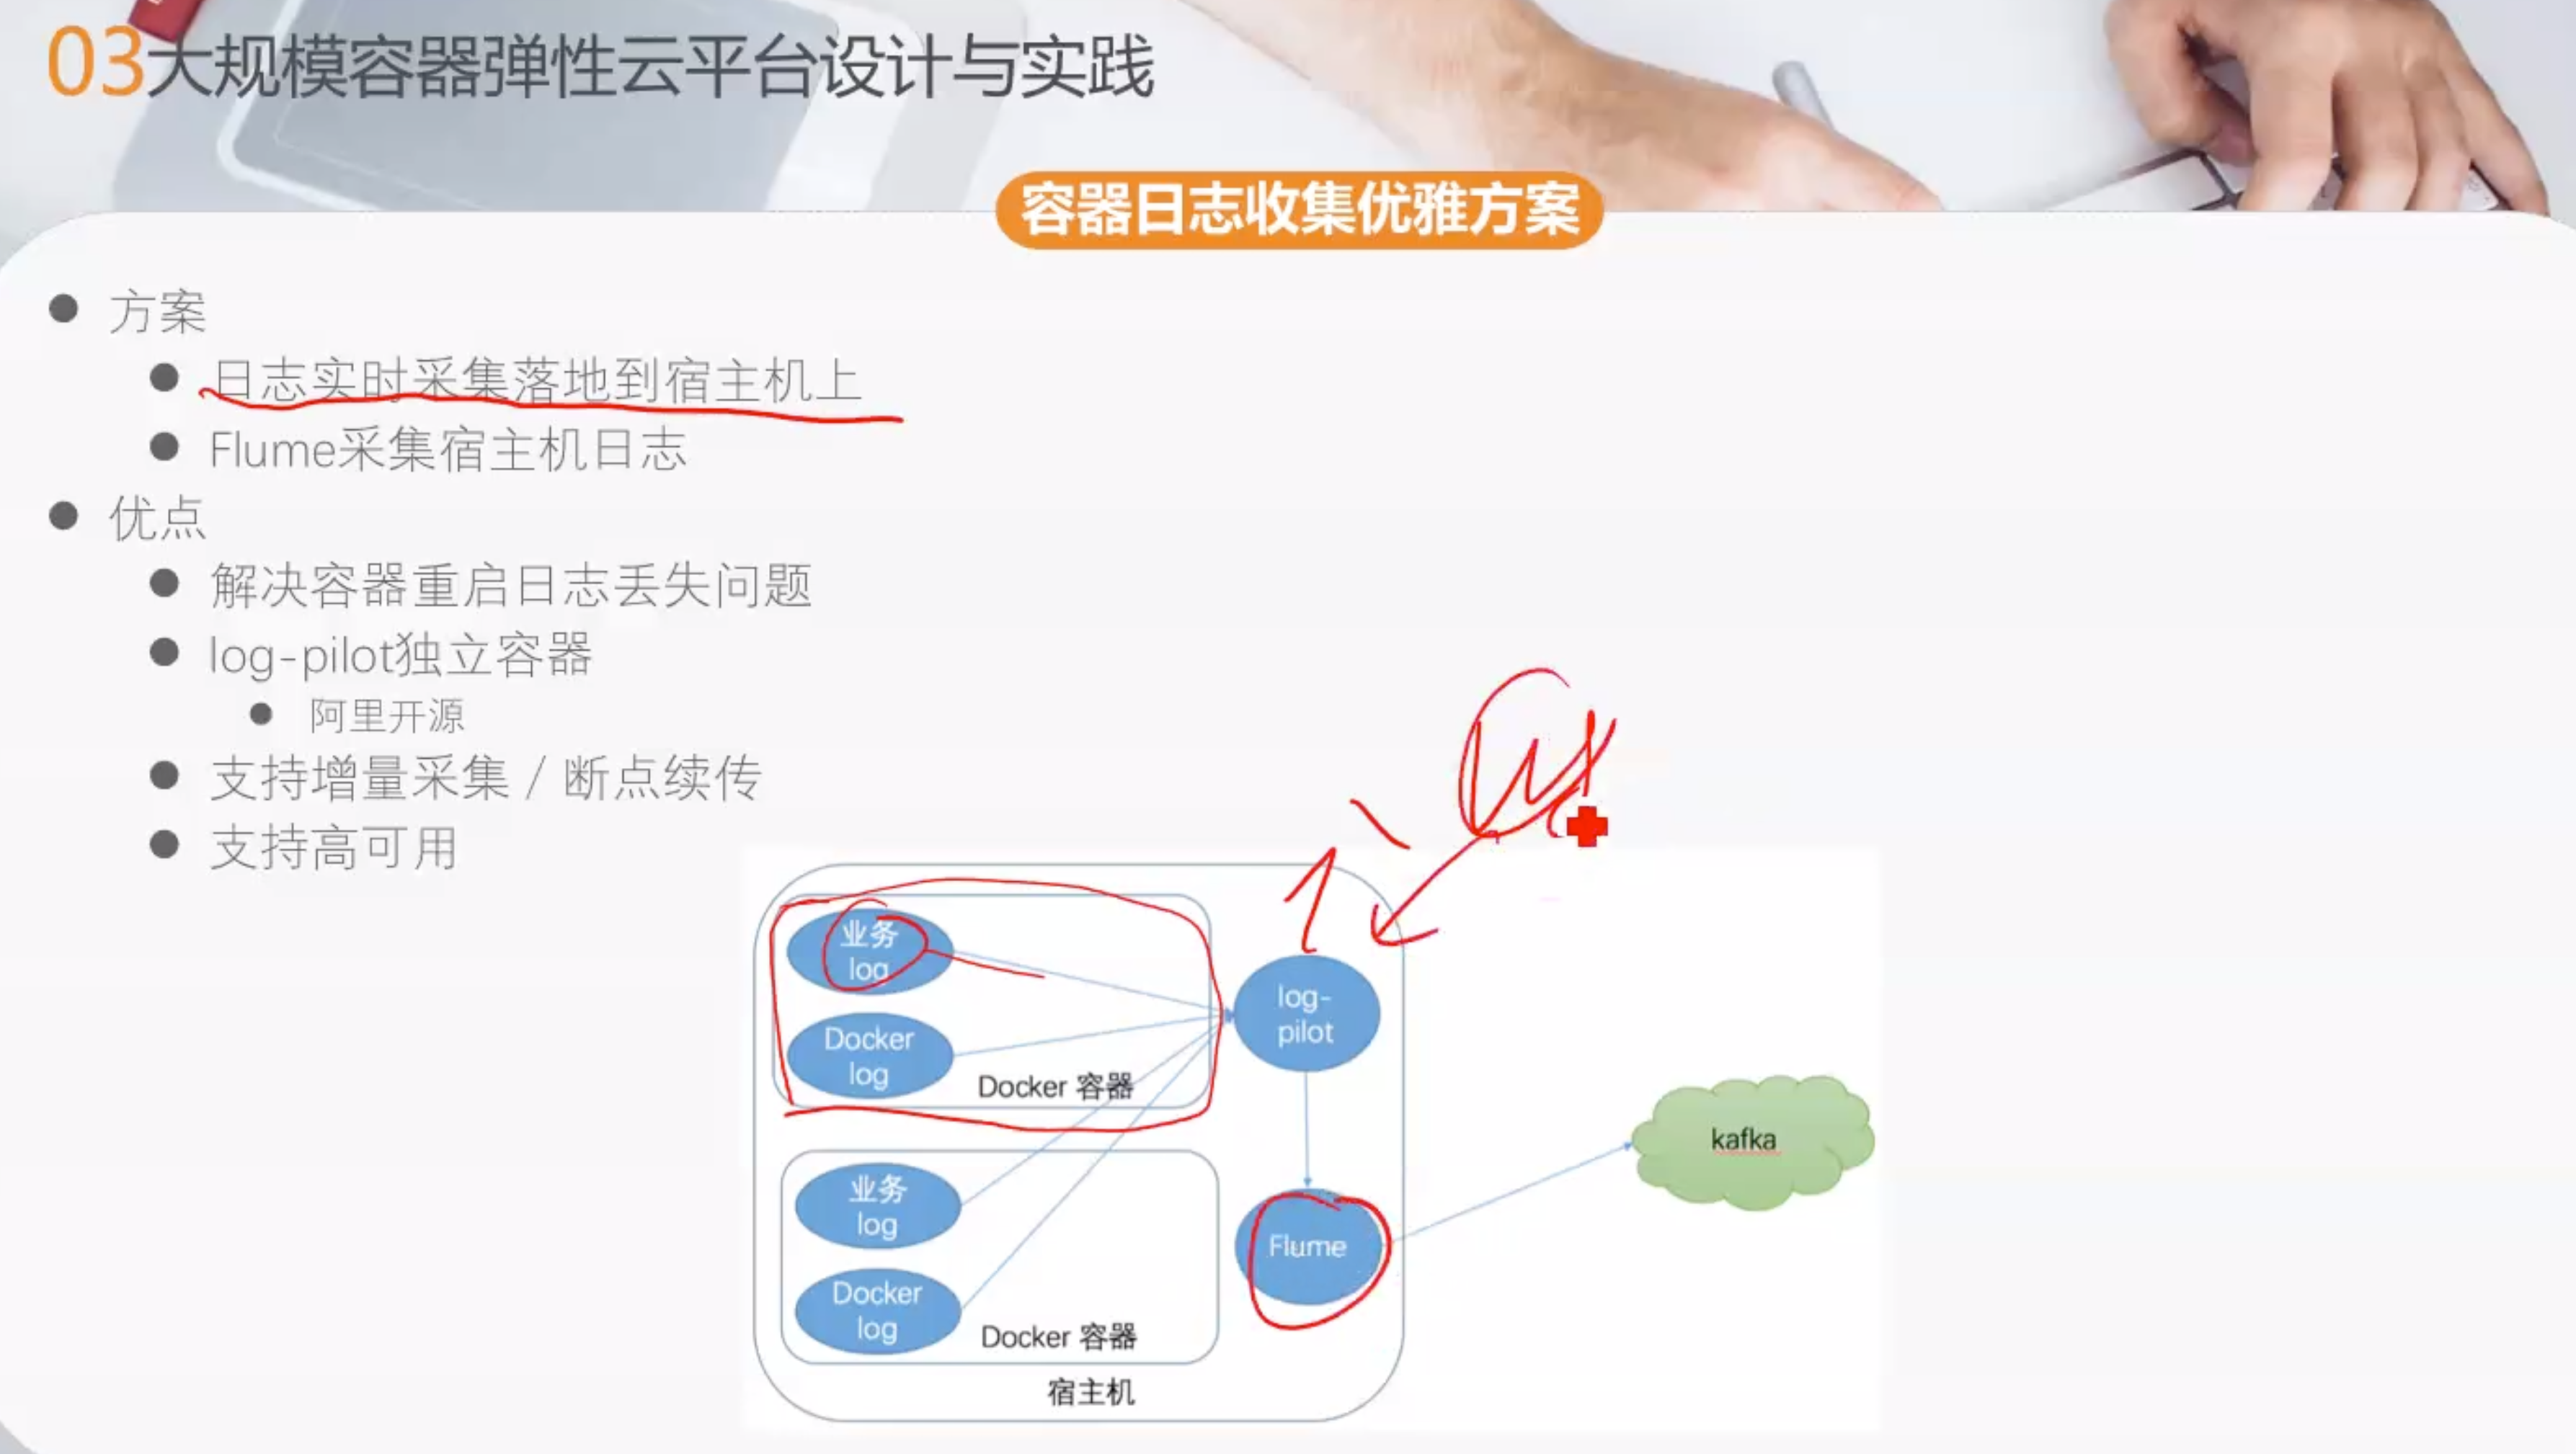 03大规模容器弹性云平台设计与实践
容器日志收集优雅方案
方案
日志实时采集落地到宿主机上
Flume采集宿主机日志
优点
解决容器重启日志丢失问题
log-pilot独立容器
阿里开源
支持增量采集 / 断点续传
支持高可用
业务
log
Docker
log
Docker 容器
log-
pilot
kafka
业务
log
Flume
Docker
log
Docker 容器
宿主机